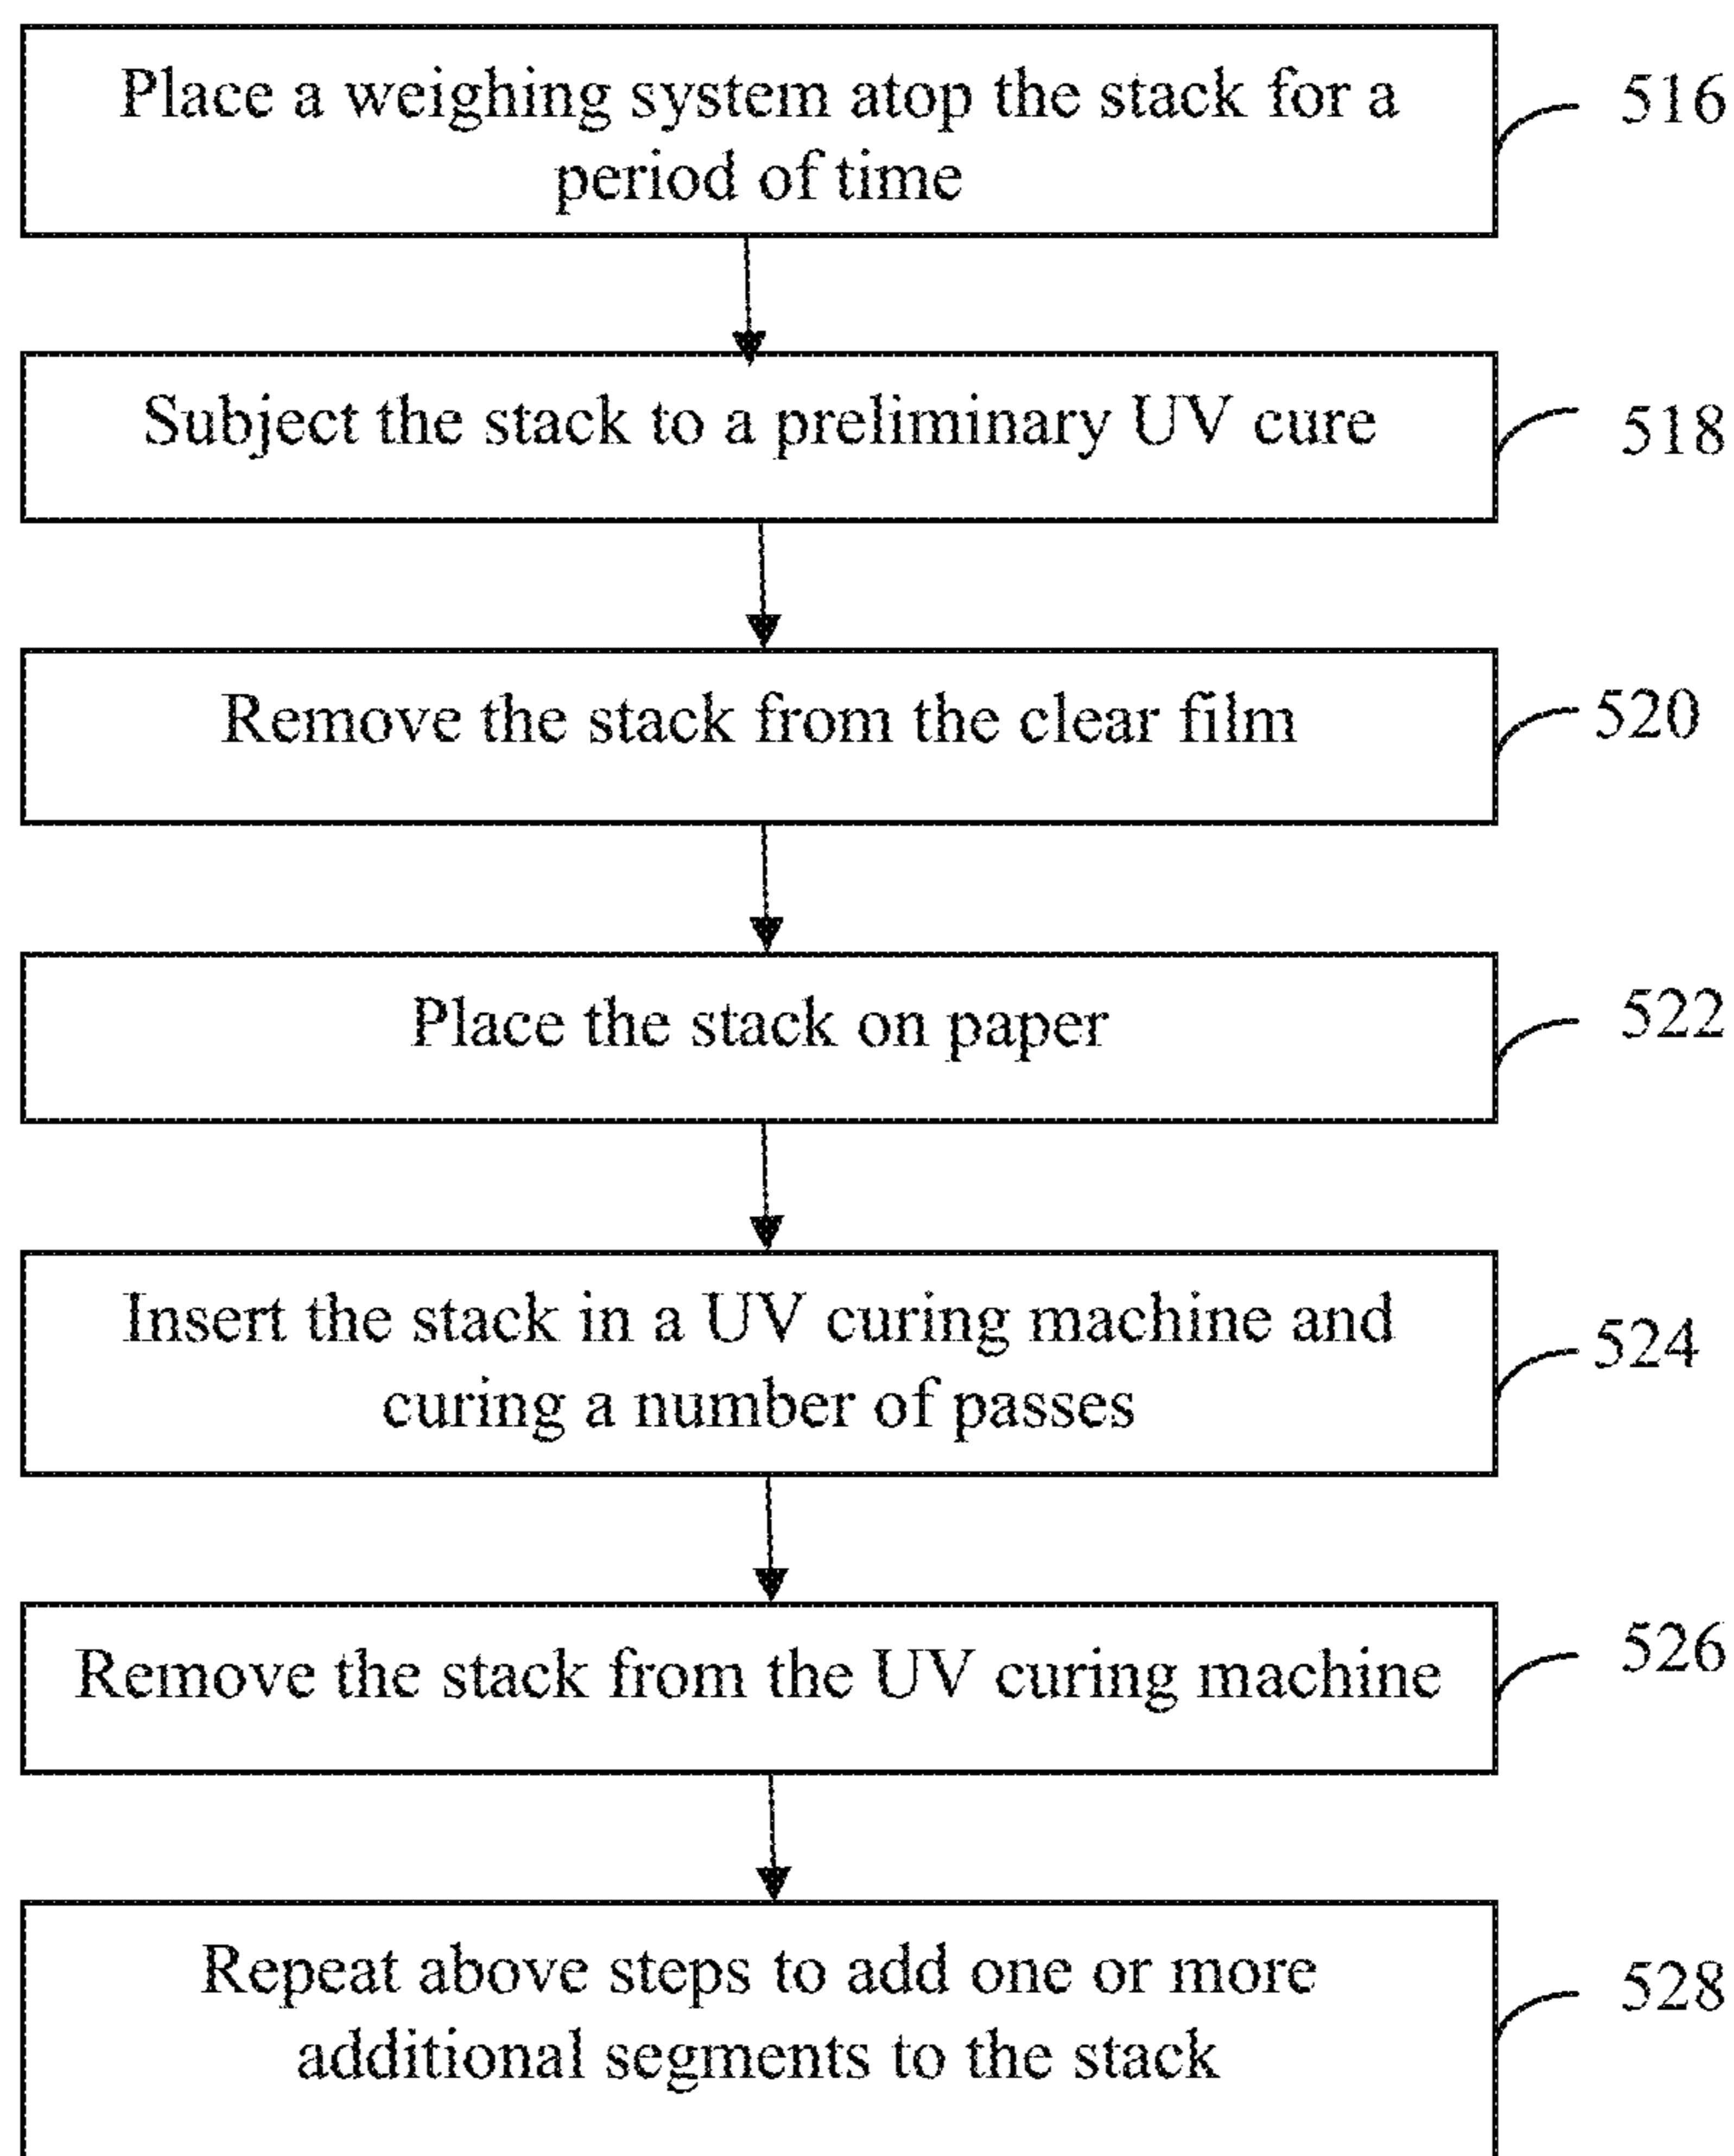 Place a weighing system atop the stack for a
period of time
516
Subject the stack to a preliminary UV cure
518
Remove the stack from the clear film
520
Place the stack on paper
522
Insert the stack in a UV curing machine and
curing a number of passes
524
Remove the stack from the UV curing machine
526
Repeat above steps to add one or more
additional segments to the stack
528